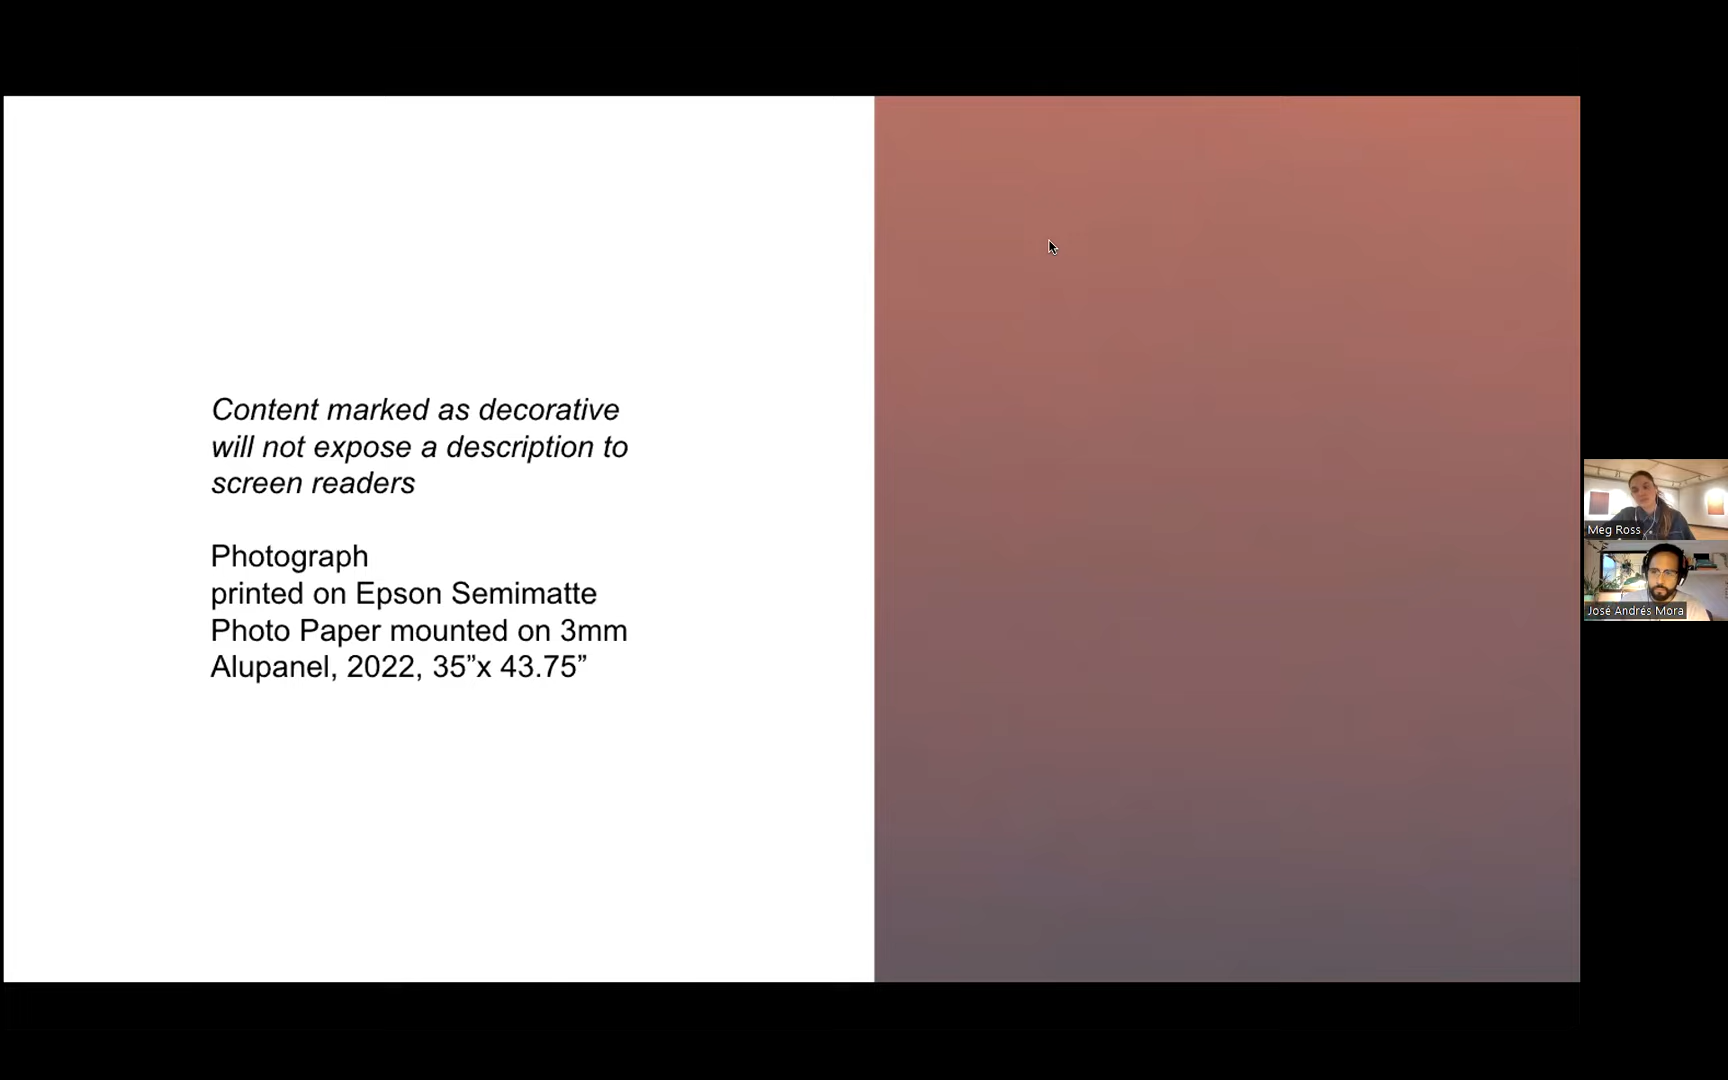 Content marked as decorative
will not expose a description to
screen readers
Photograph
printed on Epson Semimatte
Photo Paper mounted on 3mm
Alupanel, 2022, 35”x 43.75”
Meg Ross
José Andrés Mora